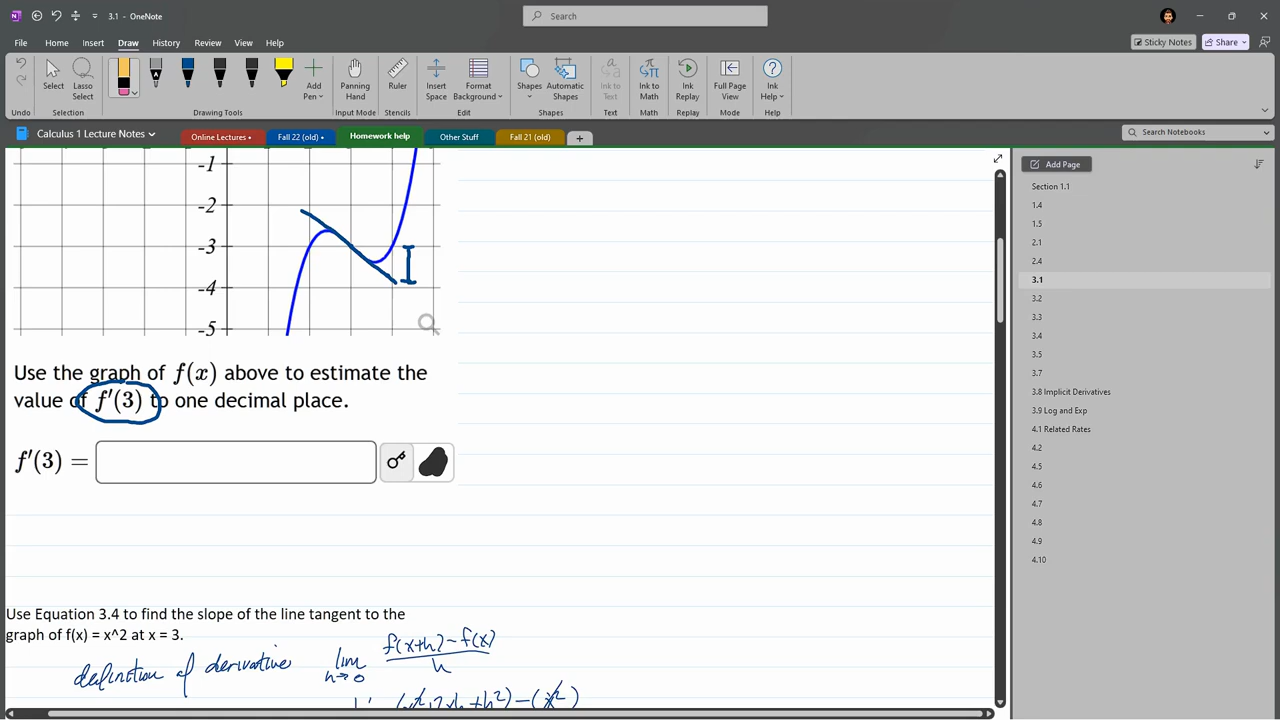 3.1 - OneNote
Search
File Home Insert Draw History Review View Help
Sticky Notes Share
Undo Select Lasso Select Add Pen Panning Hand Ruler Insert Space Format Background Shapes Automatic Shapes Ink to Text Ink to Math Ink Replay Full Page View Ink Help
Undo Selection Drawing Tools Input Mode Stencils Edit Shapes Text Math Replay Page Help
Calculus 1 Lecture Notes Online Lectures Fall 22 (old) Homework help Other Stuff Fall 21 (old) Search Notebooks
Add Page
Section 1.1
1.4
1.5
2.1
2.4
3.1
3.2
3.3
3.4
3.5
3.7
3.8 Implicit Derivatives
3.9 Log and Exp
4.1 Related Rates
4.2
4.5
4.6
4.7
4.8
4.9
4.10
-1
-2
-3
-4
-5
Use the graph of f(x) above to estimate the
value of f'(3) to one decimal place.
f'(3) =
Use Equation 3.4 to find the slope of the line tangent to the
graph of f(x) = x^2 at x = 3.
definition of derivative lim h→0 f(x+h) - f(x) / h